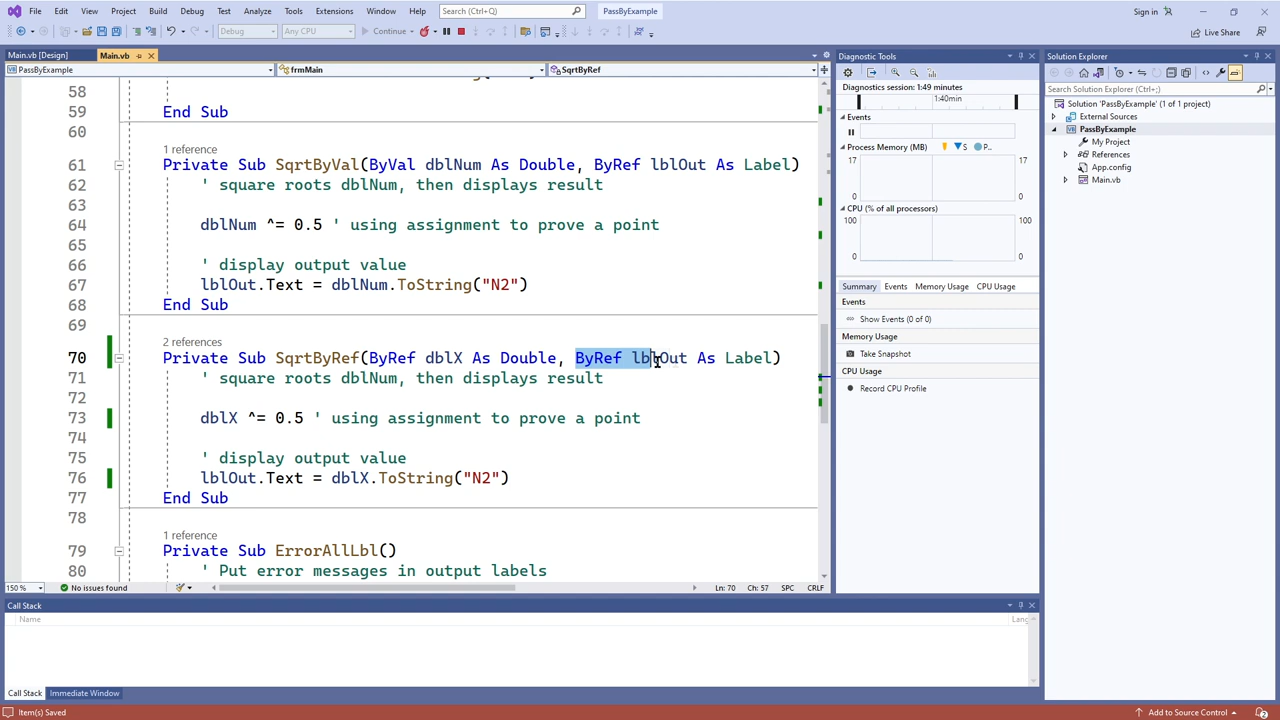 File Edit View Project Build Debug Test Analyze Tools Extensions Window Help Search (Ctrl+Q) PassByExample Sign in
Debug Any CPU Continue Live Share
Main.vb [Design] Main.vb
PassByExample frmMain SqrtByRef
58
59 End Sub
60
1 reference
61 Private Sub SqrtByVal(ByVal dblNum As Double, ByRef lblOut As Label)
62 ' square roots dblNum, then displays result
63
64 dblNum ^= 0.5 ' using assignment to prove a point
65
66 ' display output value
67 lblOut.Text = dblNum.ToString("N2")
68 End Sub
69
2 references
70 Private Sub SqrtByRef(ByRef dblX As Double, ByRef lblOut As Label)
71 ' square roots dblNum, then displays result
72
73 dblX ^= 0.5 ' using assignment to prove a point
74
75 ' display output value
76 lblOut.Text = dblX.ToString("N2")
77 End Sub
78
1 reference
79 Private Sub ErrorAllLbl()
80 ' Put error messages in output labels
150 % No issues found Ln: 70 Ch: 57 SPC CRLF
Call Stack
Name Lang
Call Stack Immediate Window
Item(s) Saved Add to Source Control 2
Diagnostic Tools
Diagnostics session: 1:49 minutes
1:40min
Events
Process Memory (MB) S P..
17 17
0 0
CPU (% of all processors)
100 100
0 0
Summary Events Memory Usage CPU Usage
Events
Show Events (0 of 0)
Memory Usage
Take Snapshot
CPU Usage
Record CPU Profile
Solution Explorer
Search Solution Explorer (Ctrl+;)
Solution 'PassByExample' (1 of 1 project)
External Sources
PassByExample
My Project
References
App.config
Main.vb